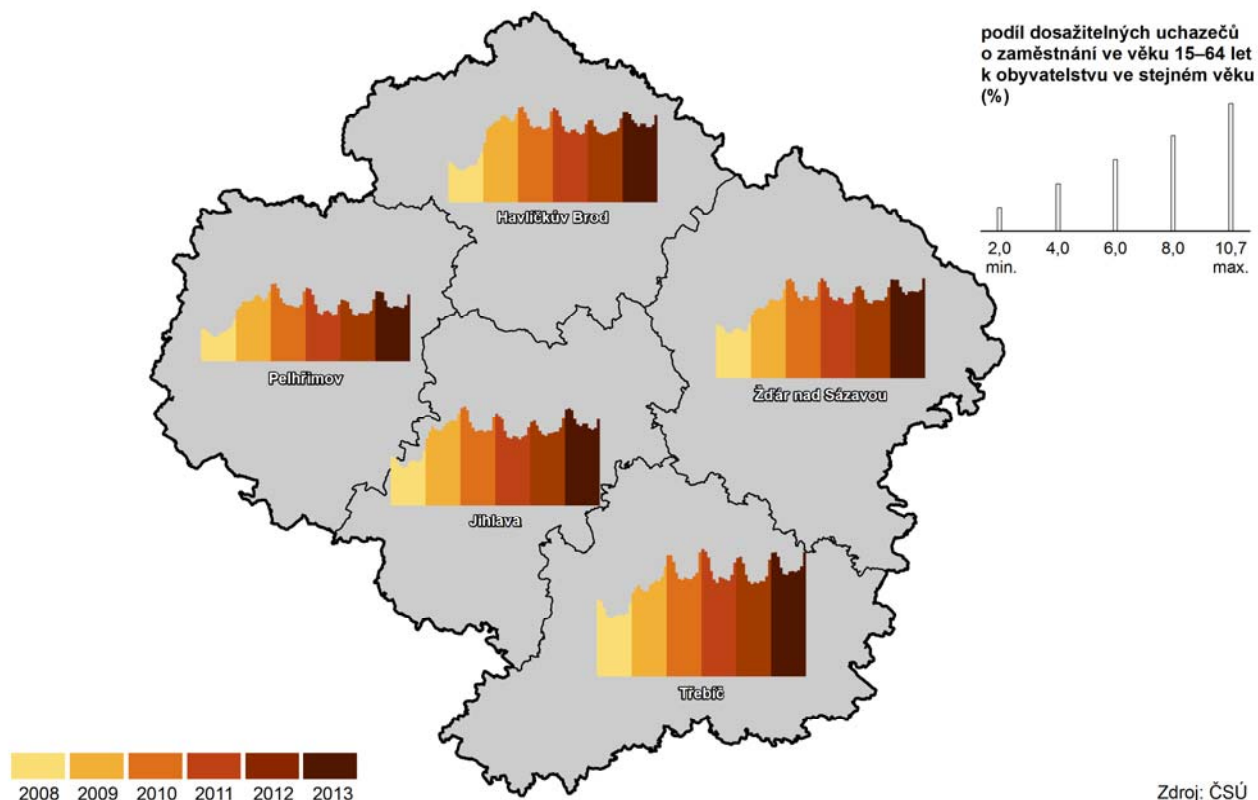 podíl dosažitelných uchazečů
o zaměstnání ve věku 15–64 let
k obyvatelstvu ve stejném věku
(%)
2,0 4,0 6,0 8,0 10,7
min. max.
Havlíčkův Brod
Pelhřimov
Žďár nad Sázavou
Jihlava
Třebíč
2008 2009 2010 2011 2012 2013
Zdroj: ČSÚ